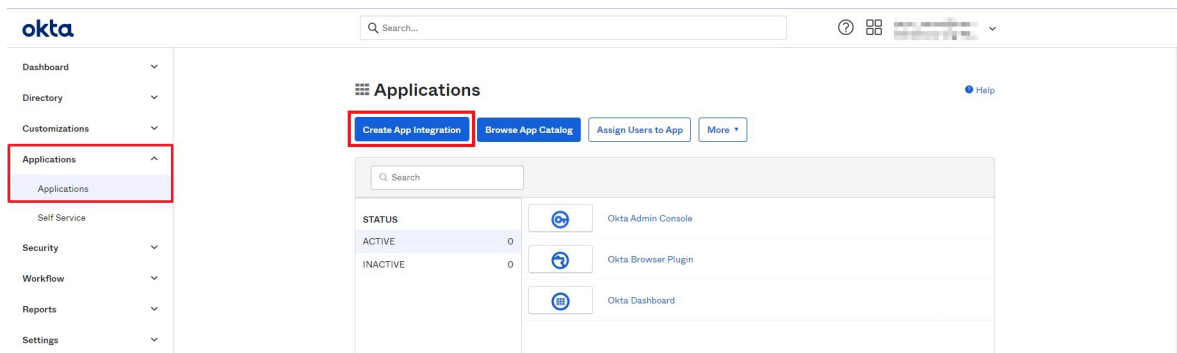 okta
Search...
Dashboard
Directory
Customizations
Applications
Applications
Self Service
Security
Workflow
Reports
Settings
Applications
Help
Create App Integration
Browse App Catalog
Assign Users to App
More
Search
STATUS
ACTIVE 0
INACTIVE 0
Okta Admin Console
Okta Browser Plugin
Okta Dashboard